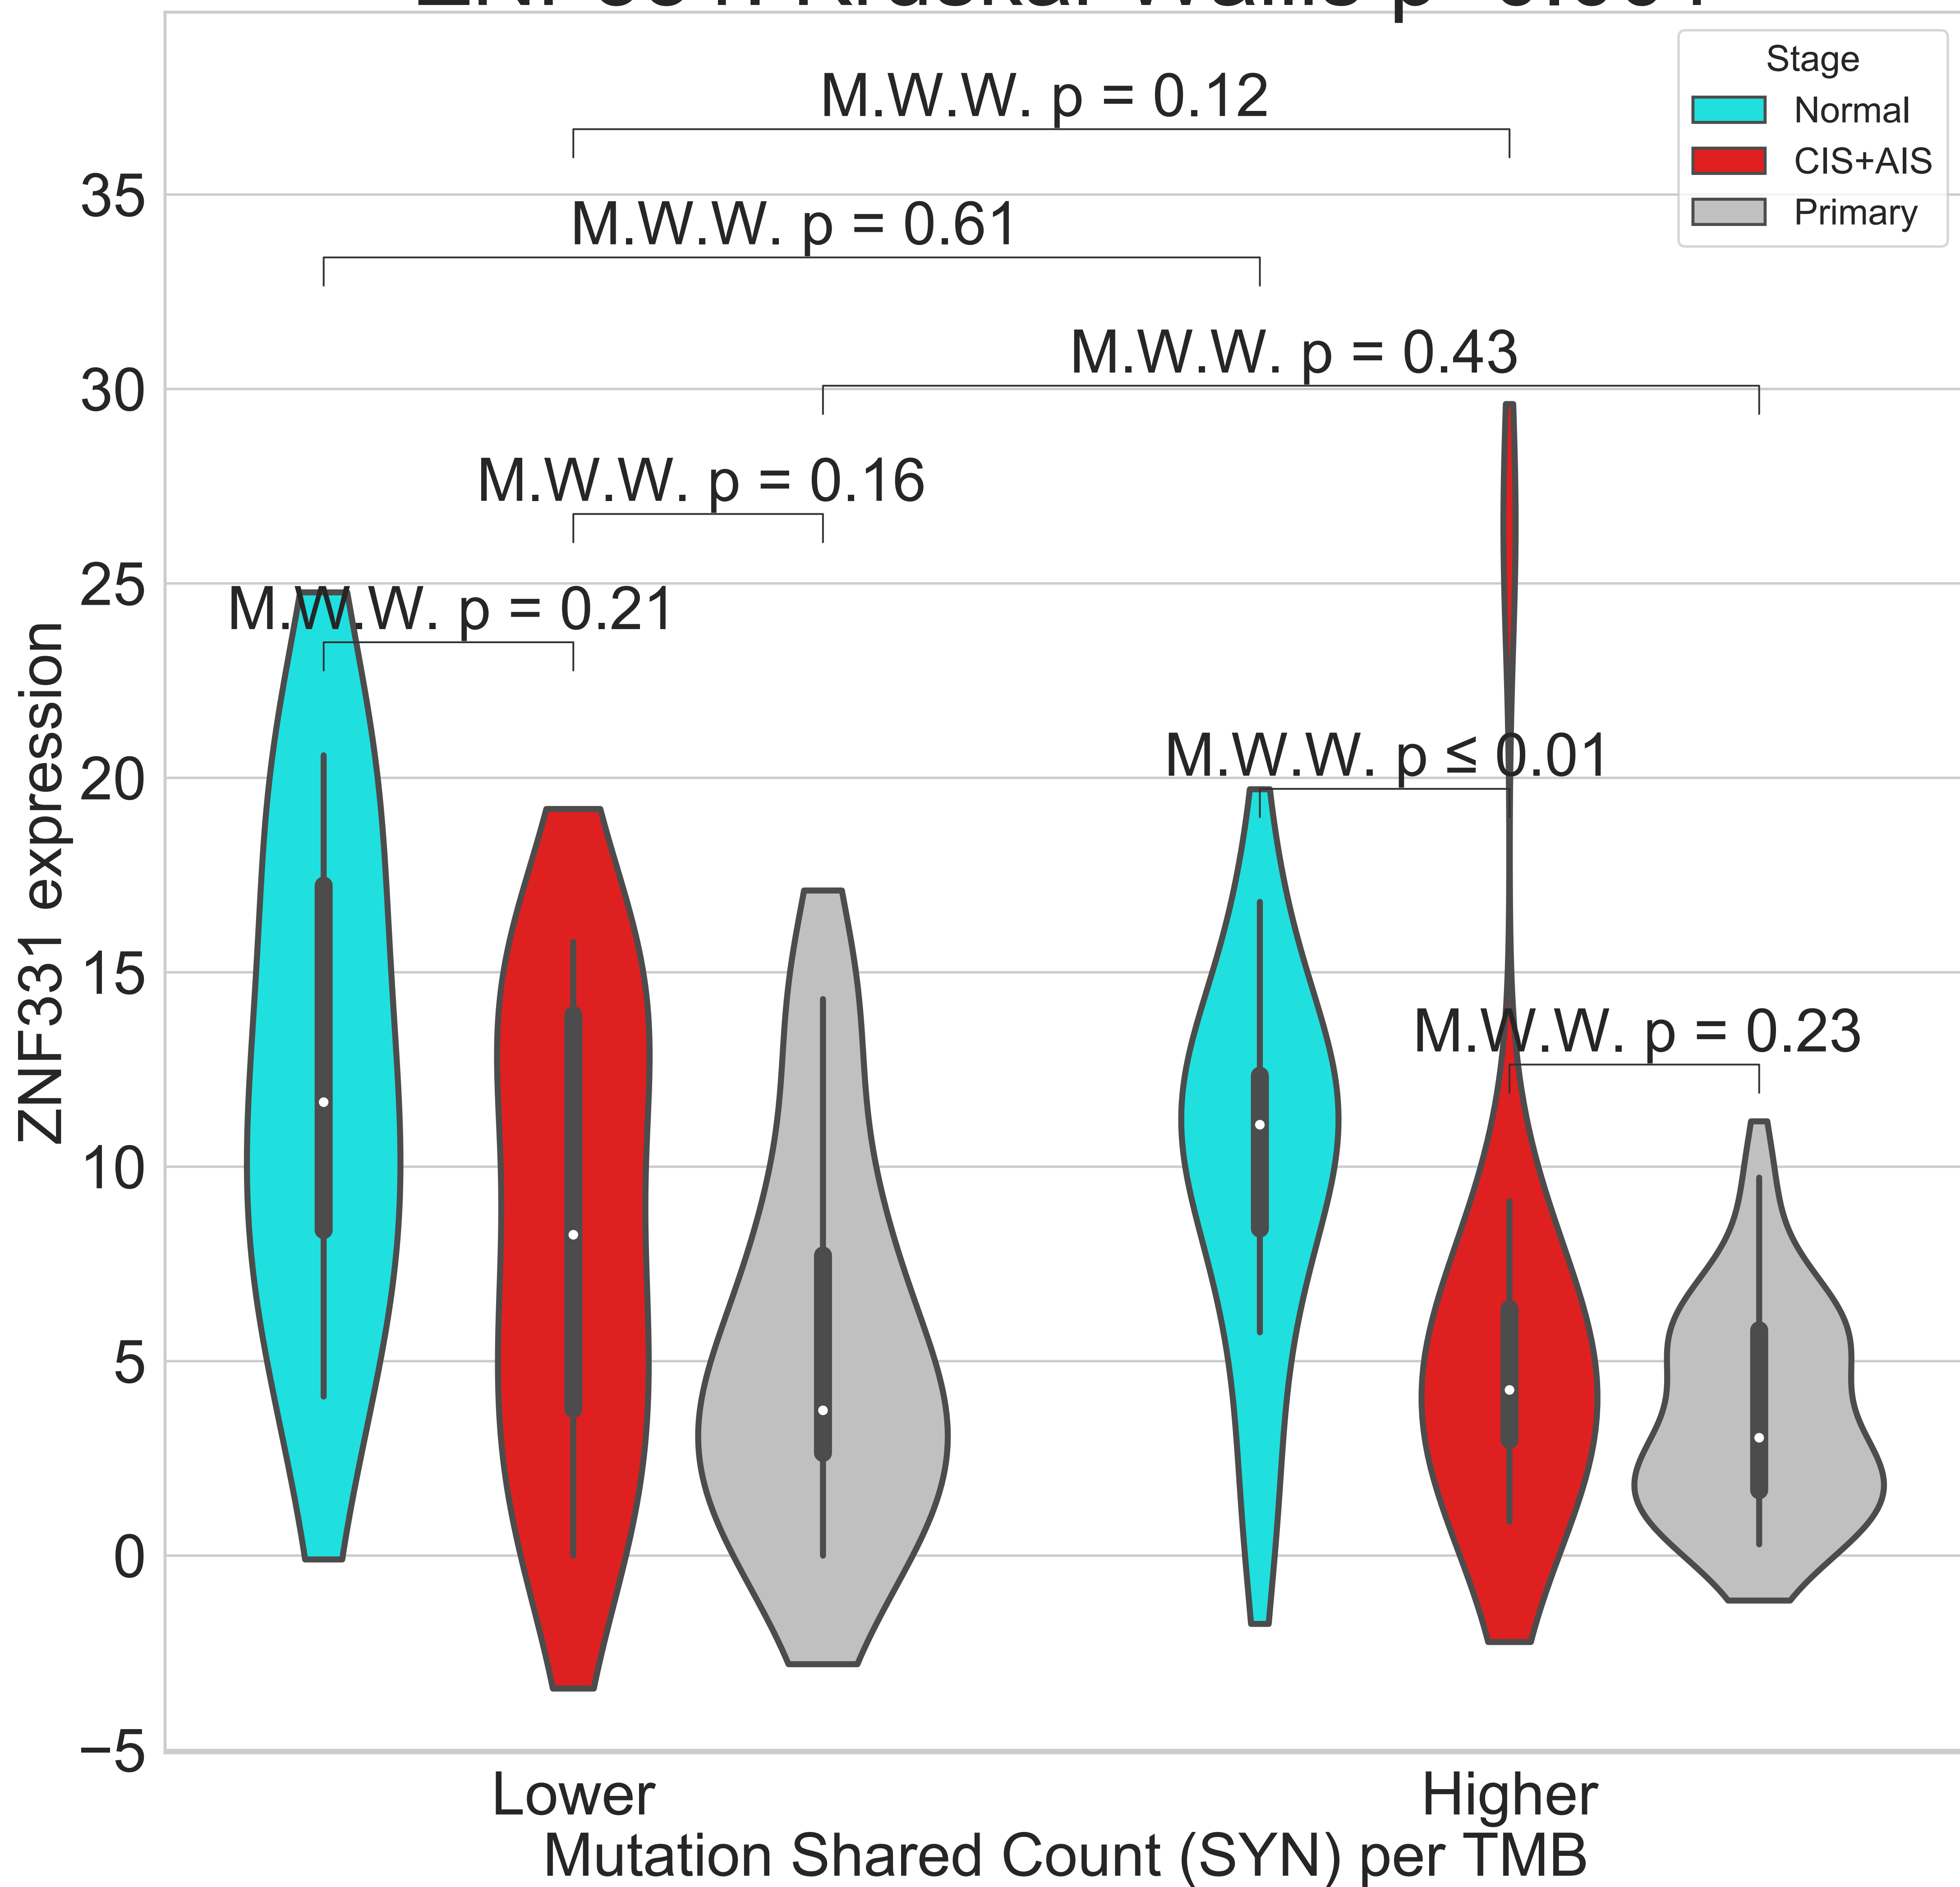 Stage
Normal
CIS+AIS
Primary
M.W.W. p = 0.12
M.W.W. p = 0.61
M.W.W. p = 0.43
M.W.W. p = 0.16
M.W.W. p = 0.21
M.W.W. p ≤ 0.01
M.W.W. p = 0.23
35
30
25
20
15
10
5
0
−5
ZNF331 expression
Lower
Higher
Mutation Shared Count (SYN) per TMB